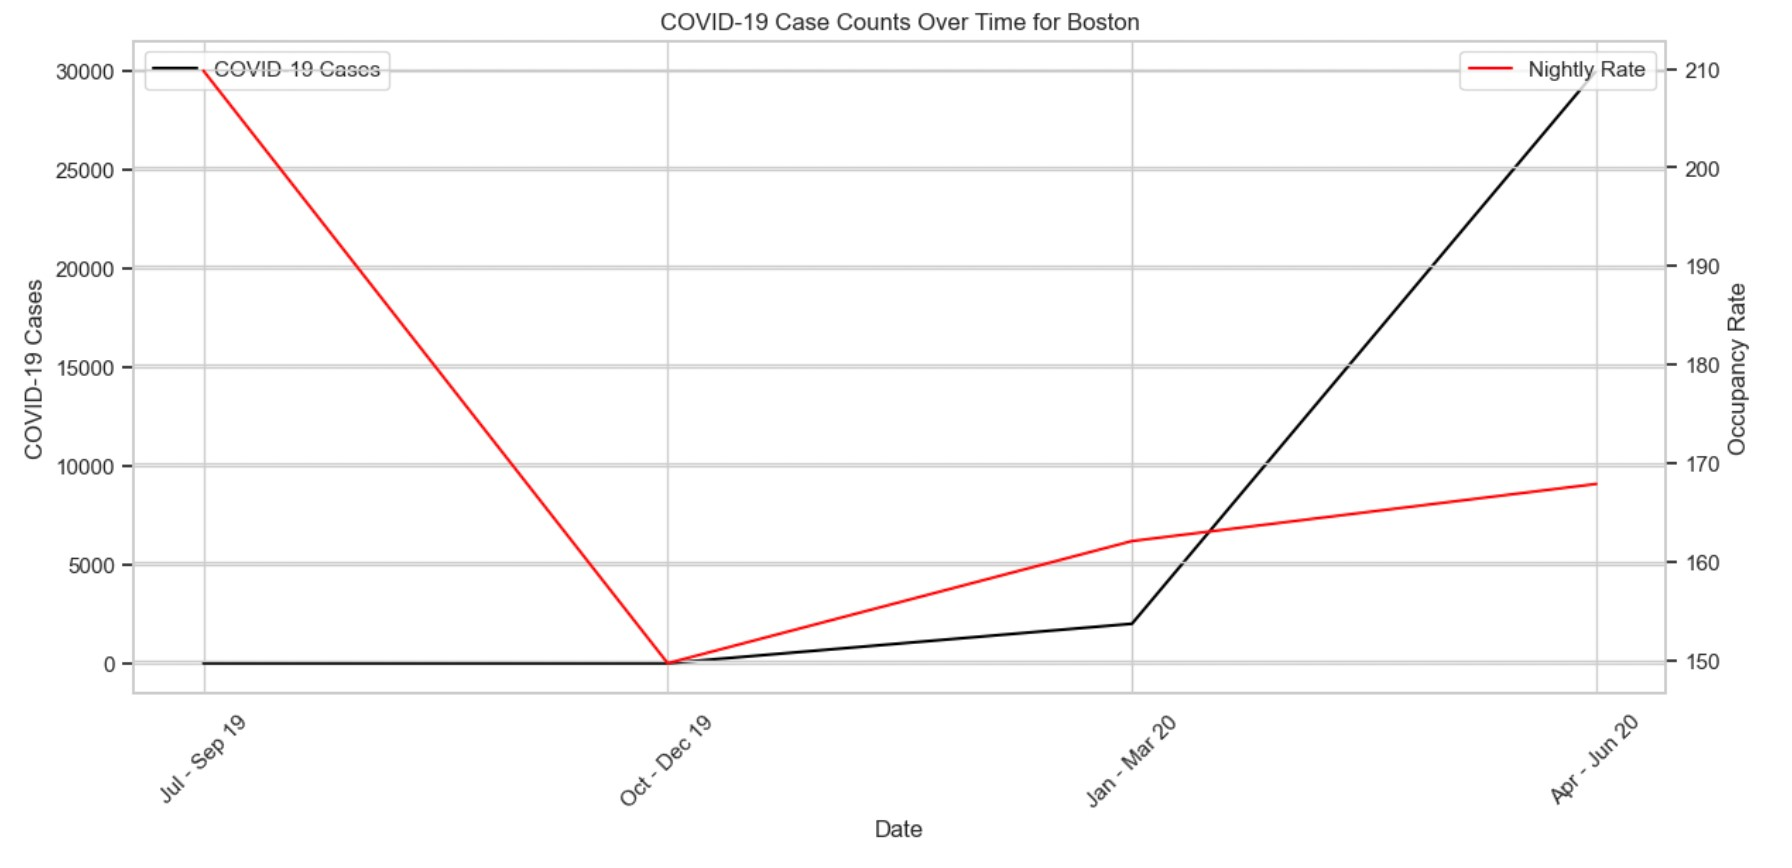 COVID-19 Case Counts Over Time for Boston
COVID-19 Cases
Nightly Rate
30000
25000
20000
15000
10000
5000
0
COVID-19 Cases
210
200
190
180
170
160
150
Occupancy Rate
Jul - Sep 19
Oct - Dec 19
Jan - Mar 20
Apr - Jun 20
Date